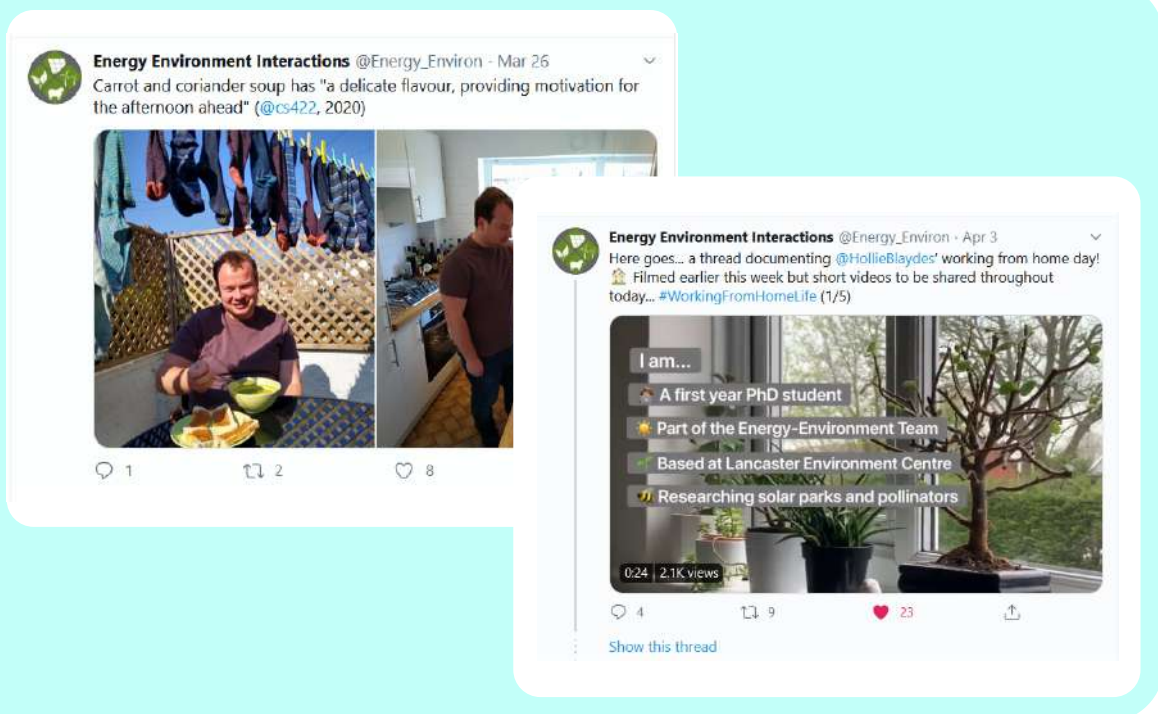 Energy Environment Interactions @Energy_Environ · Mar 26
Carrot and coriander soup has "a delicate flavour, providing motivation for
the afternoon ahead" (@cs422, 2020)
1 2 8
Energy Environment Interactions @Energy_Environ · Apr 3
Here goes... a thread documenting @HollieBlaydes' working from home day!
🏠 Filmed earlier this week but short videos to be shared throughout
today... #WorkingFromHomeLife (1/5)
I am...
A first year PhD student
Part of the Energy-Environment Team
Based at Lancaster Environment Centre
Researching solar parks and pollinators
0:24 2.1K views
4 9 23
Show this thread